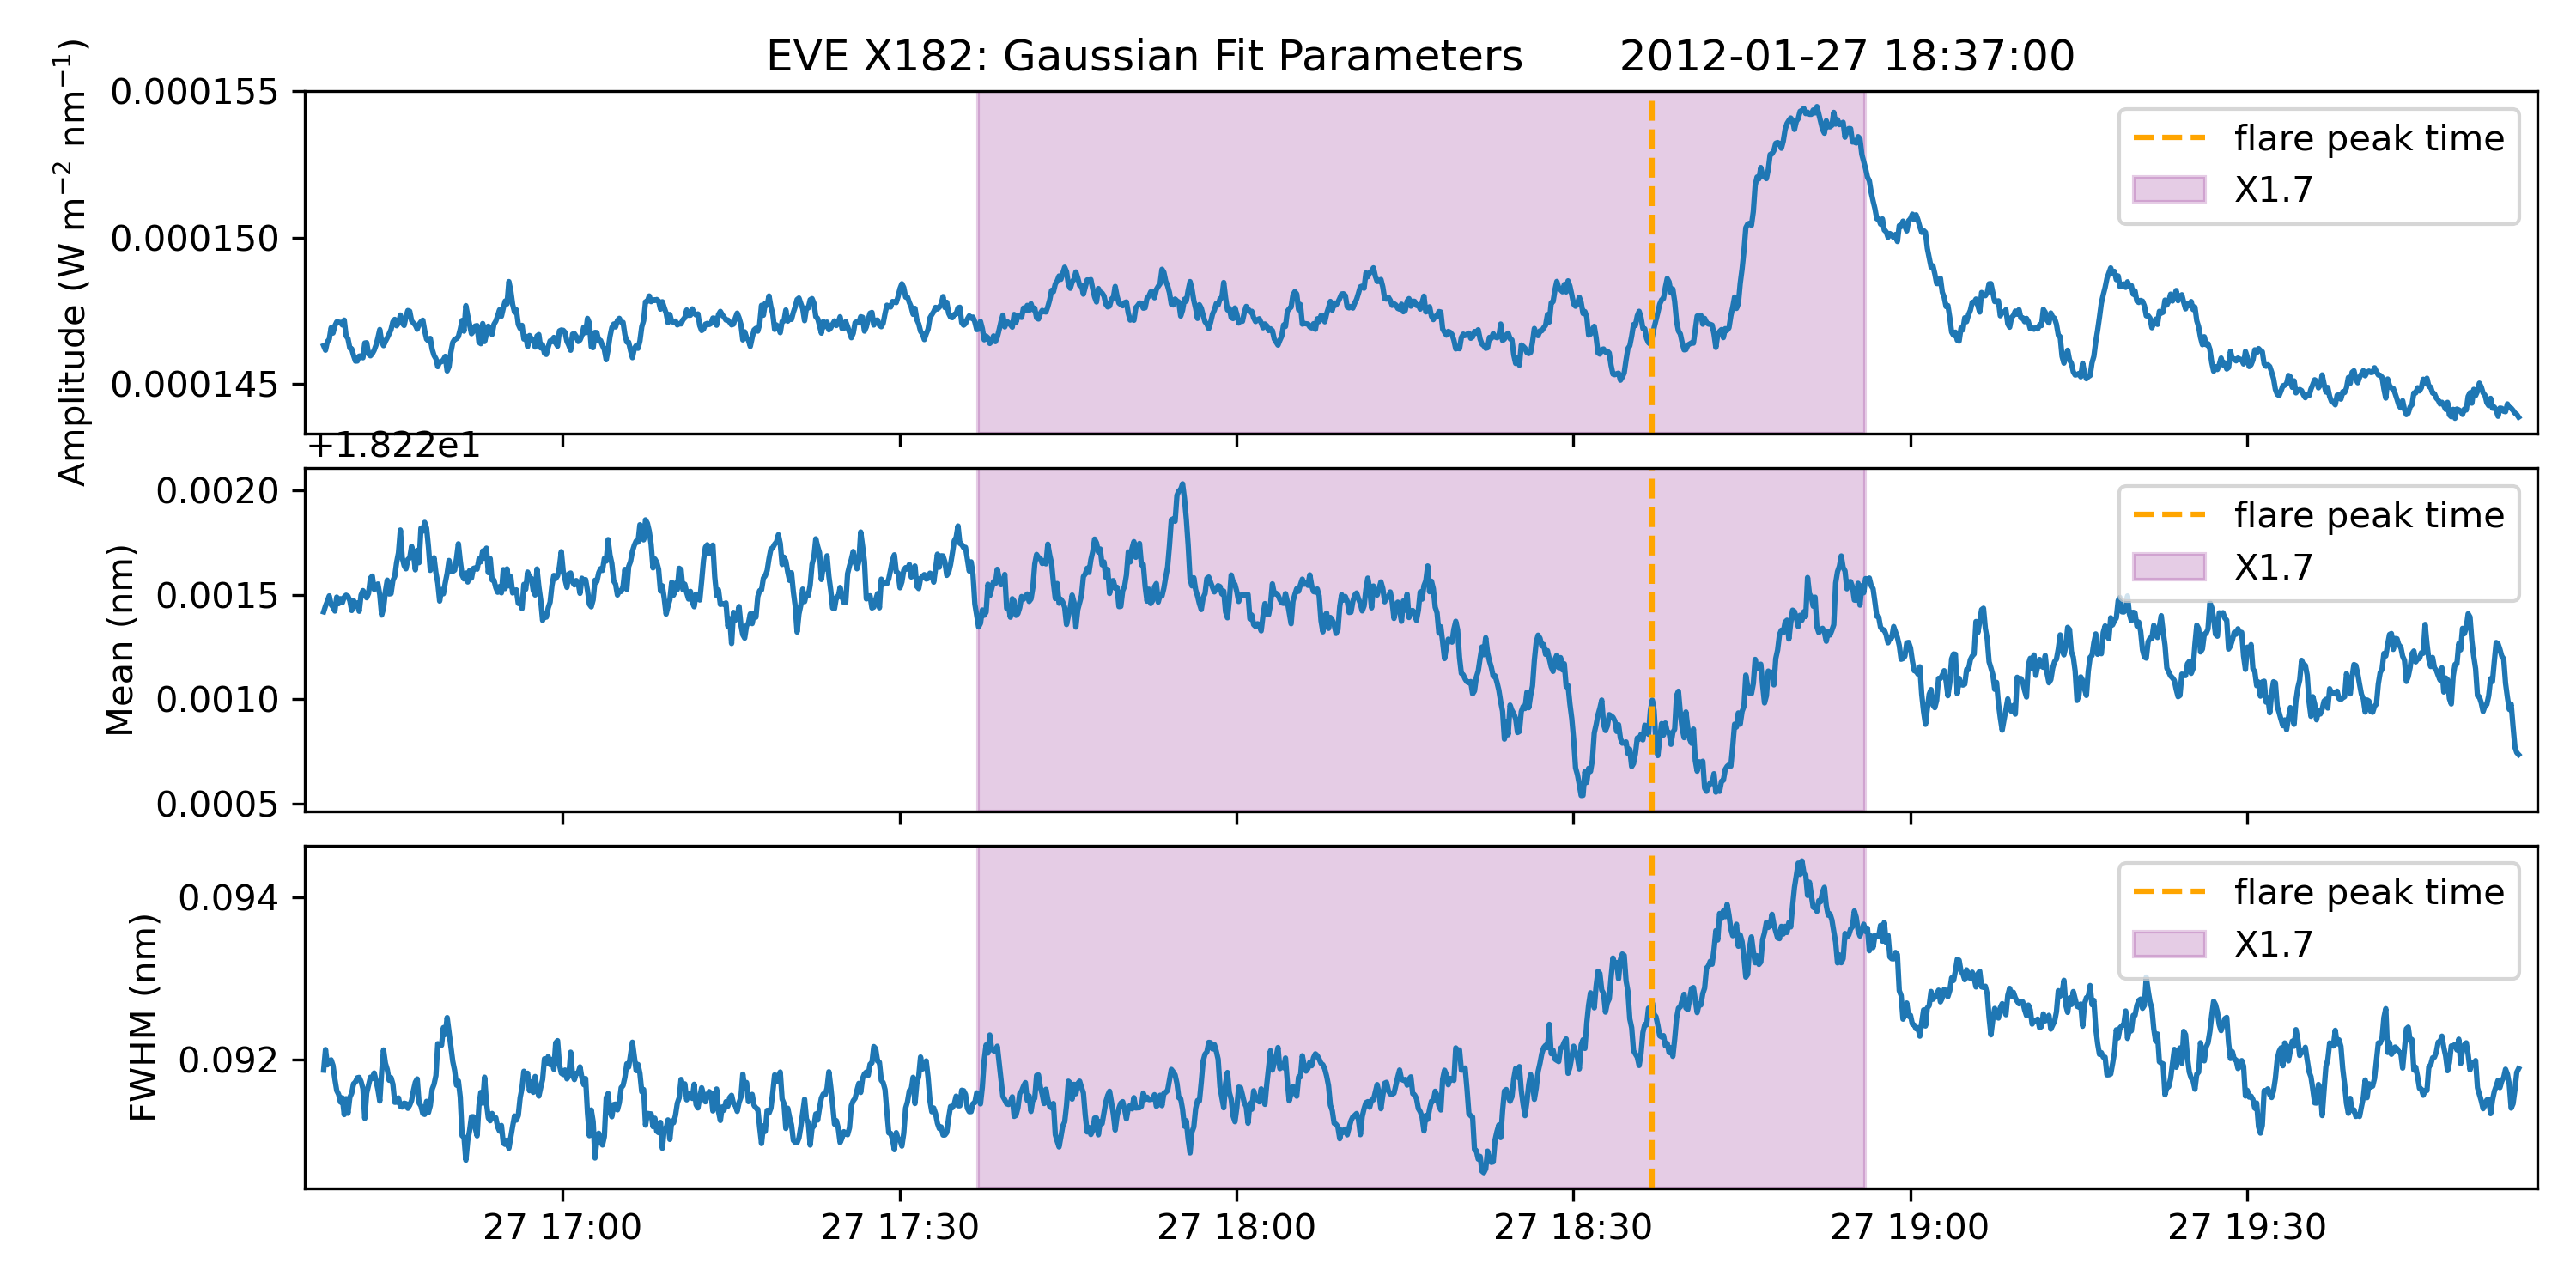 EVE X182: Gaussian Fit Parameters 2012-01-27 18:37:00
Amplitude (W m⁻² nm⁻¹)
0.000155
0.000150
0.000145
flare peak time
X1.7
+1.822e1
Mean (nm)
0.0020
0.0015
0.0010
0.0005
flare peak time
X1.7
FWHM (nm)
0.094
0.092
flare peak time
X1.7
27 17:00 27 17:30 27 18:00 27 18:30 27 19:00 27 19:30